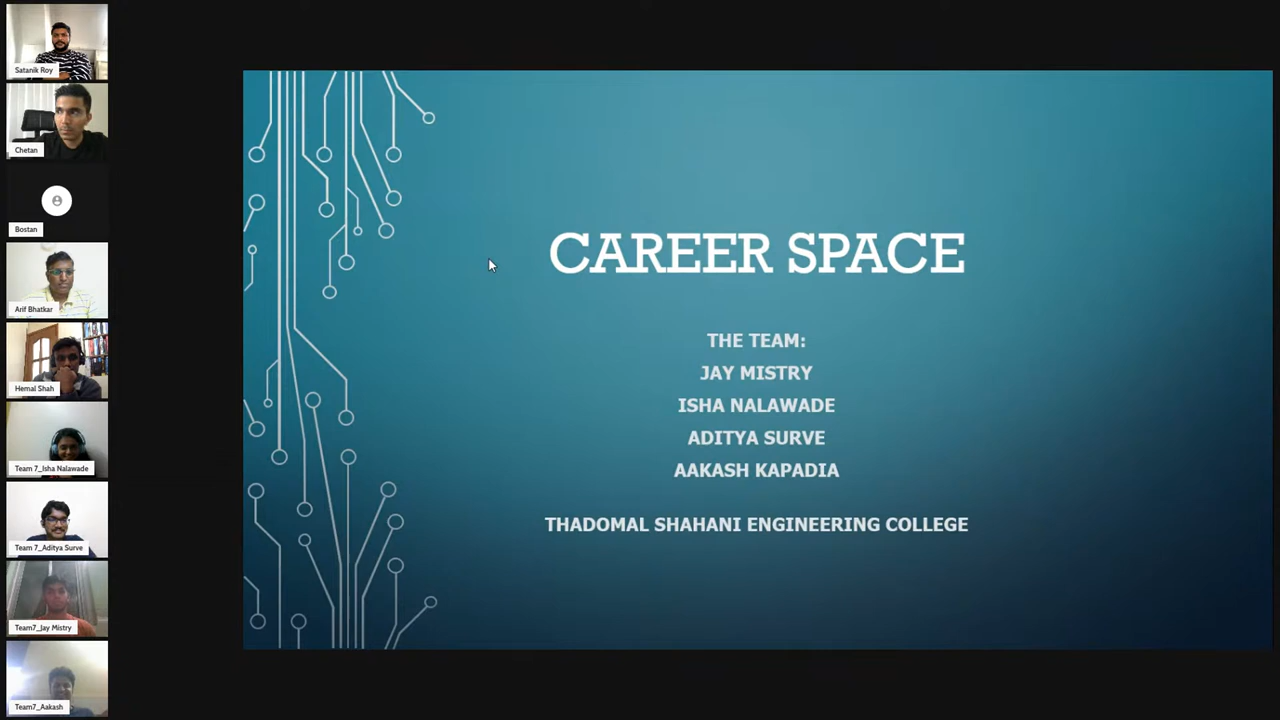 Satanik Roy
Chetan
Bostan
Arif Bhatkar
Hemal Shah
Team 7_Isha Nalawade
Team 7_Aditya Surve
Team7_Jay Mistry
Team7_Aakash
CAREER SPACE
THE TEAM:
JAY MISTRY
ISHA NALAWADE
ADITYA SURVE
AAKASH KAPADIA
THADOMAL SHAHANI ENGINEERING COLLEGE